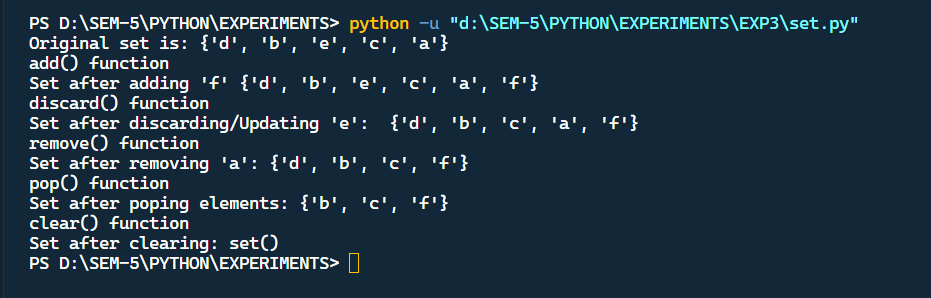 PS D:\SEM-5\PYTHON\EXPERIMENTS> python -u "d:\SEM-5\PYTHON\EXPERIMENTS\EXP3\set.py"
Original set is: {'d', 'b', 'e', 'c', 'a'}
add() function
Set after adding 'f' {'d', 'b', 'e', 'c', 'a', 'f'}
discard() function
Set after discarding/Updating 'e':  {'d', 'b', 'c', 'a', 'f'}
remove() function
Set after removing 'a': {'d', 'b', 'c', 'f'}
pop() function
Set after poping elements: {'b', 'c', 'f'}
clear() function
Set after clearing: set()
PS D:\SEM-5\PYTHON\EXPERIMENTS>